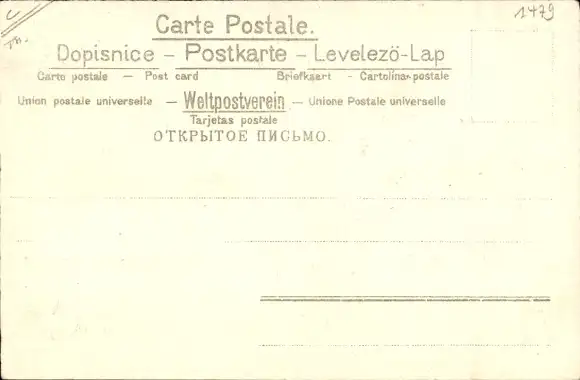 1479
Carte Postale.
Dopisnice – Postkarte – Levelezö-Lap
Carte postale — Post card Briefkaart - Cartolina postale
Union postale universelle — Weltpostverein — Unione Postale universelle
Tarjetas postale
ОТКРЫТОЕ ПИСЬМО.